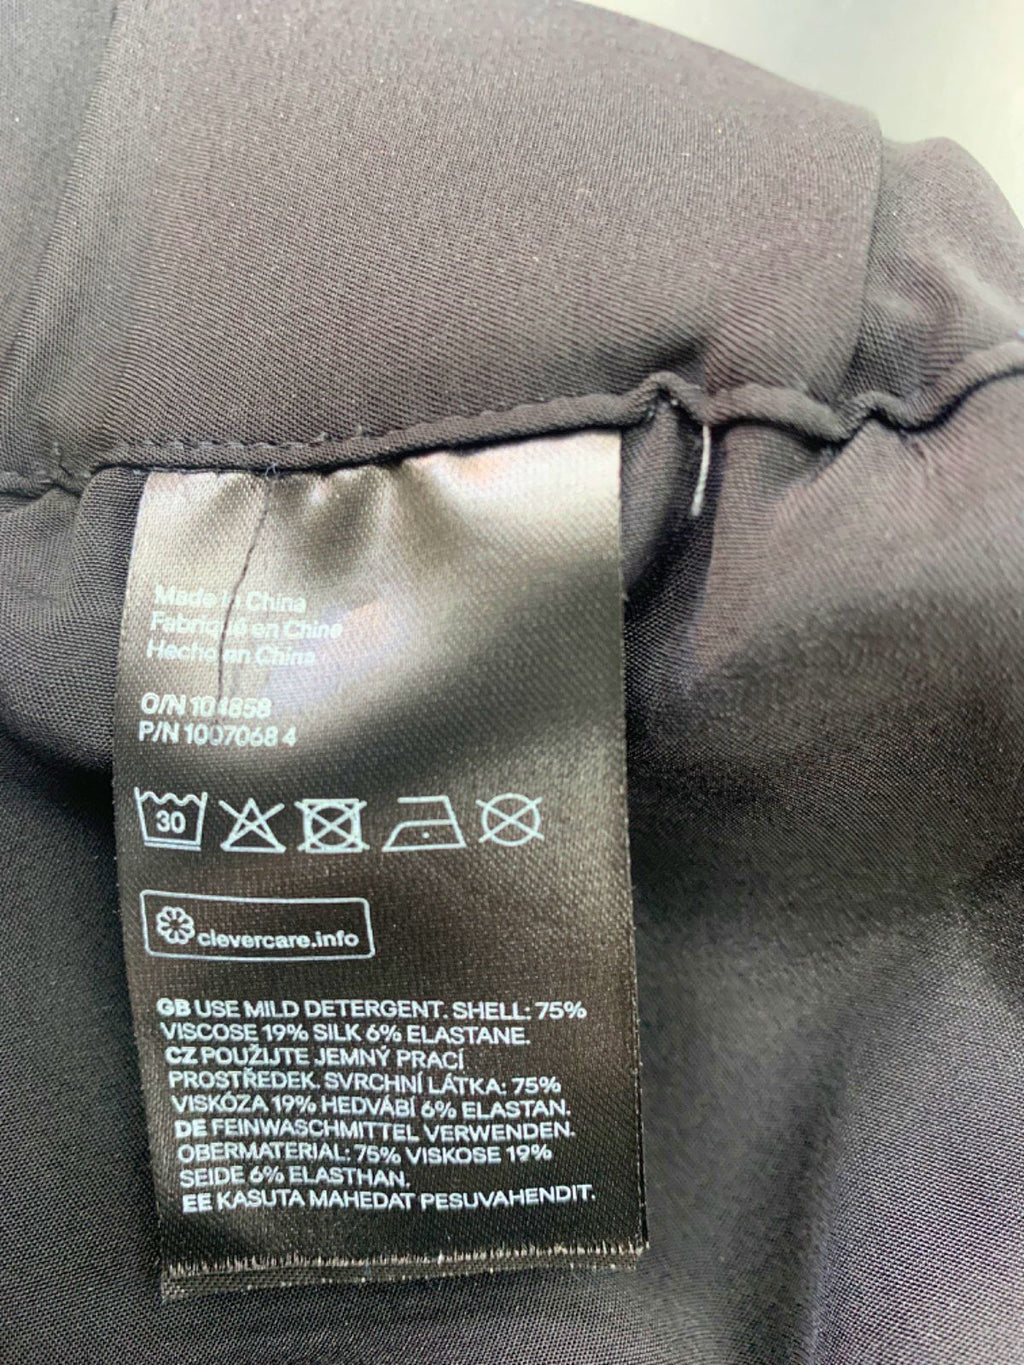 Made in China
Fabriqué en Chine
Hecho en China
O/N 104858
P/N 1007068 4
30
clevercare.info
GB USE MILD DETERGENT. SHELL: 75%
VISCOSE 19% SILK 6% ELASTANE.
CZ POUŽIJTE JEMNÝ PRACÍ
PROSTŘEDEK. SVRCHNÍ LÁTKA: 75%
VISKÓZA 19% HEDVÁBÍ 6% ELASTAN.
DE FEINWASCHMITTEL VERWENDEN.
OBERMATERIAL: 75% VISKOSE 19%
SEIDE 6% ELASTHAN.
EE KASUTA MAHEDAT PESUVAHENDIT.